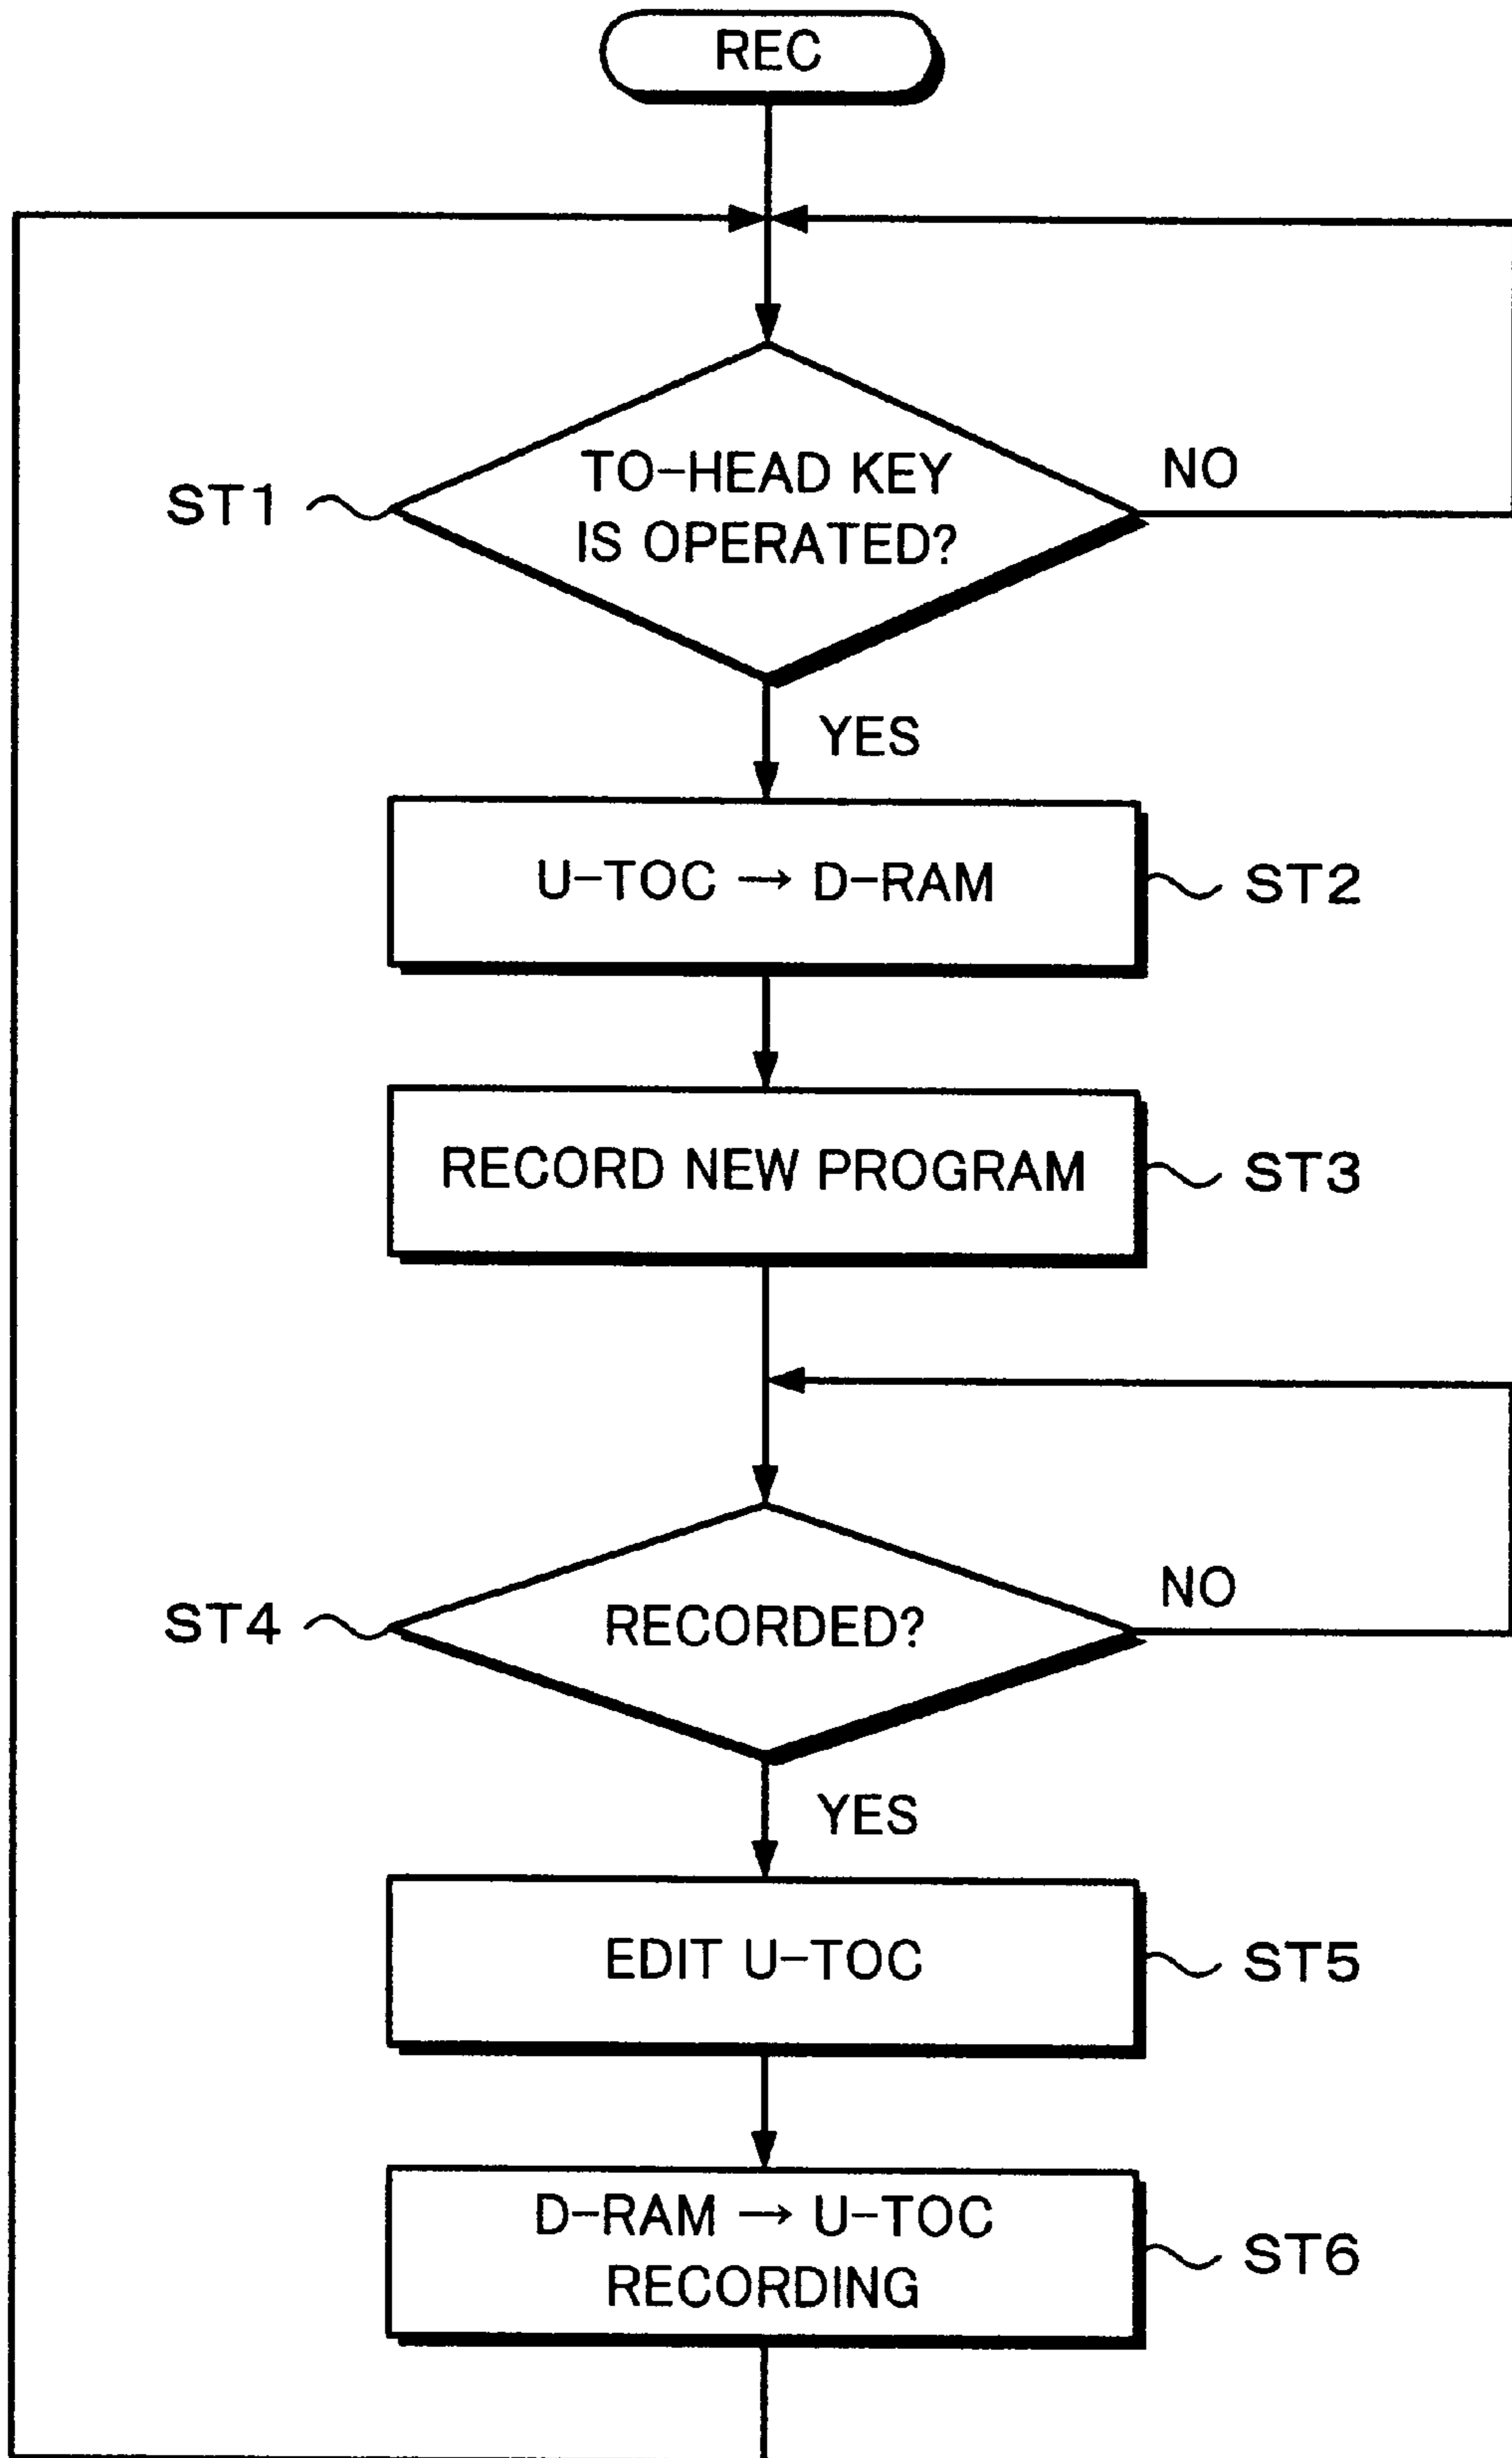 REC
TO-HEAD KEY
IS OPERATED?
NO
ST1
YES
U-TOC → D-RAM
ST2
RECORD NEW PROGRAM
ST3
RECORDED?
NO
ST4
YES
EDIT U-TOC
ST5
D-RAM → U-TOC
RECORDING
ST6